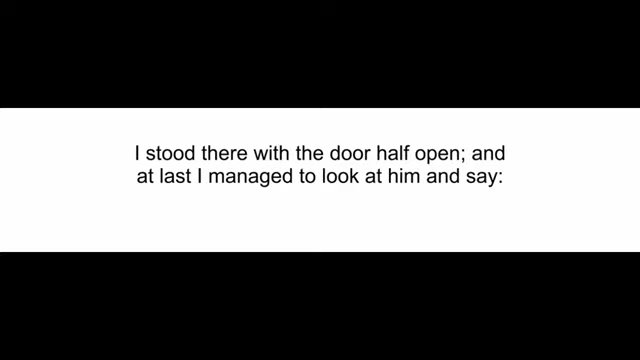 I stood there with the door half open; and
at last I managed to look at him and say: